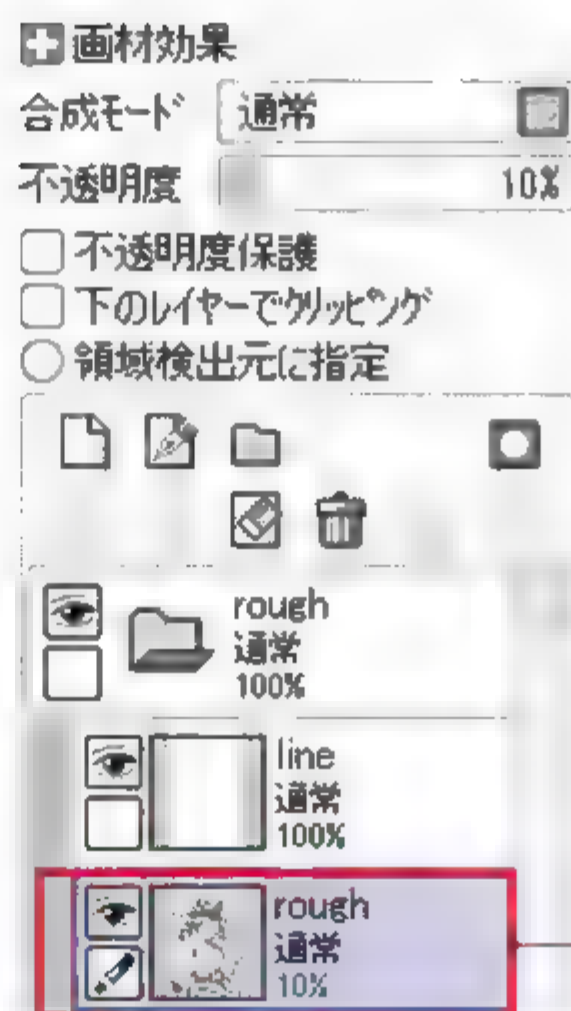 画材効果
合成モード 通常
不透明度 10%
不透明度保護
下のレイヤーでクリッピング
領域検出元に指定
rough
通常
100%
line
通常
100%
rough
通常
10%